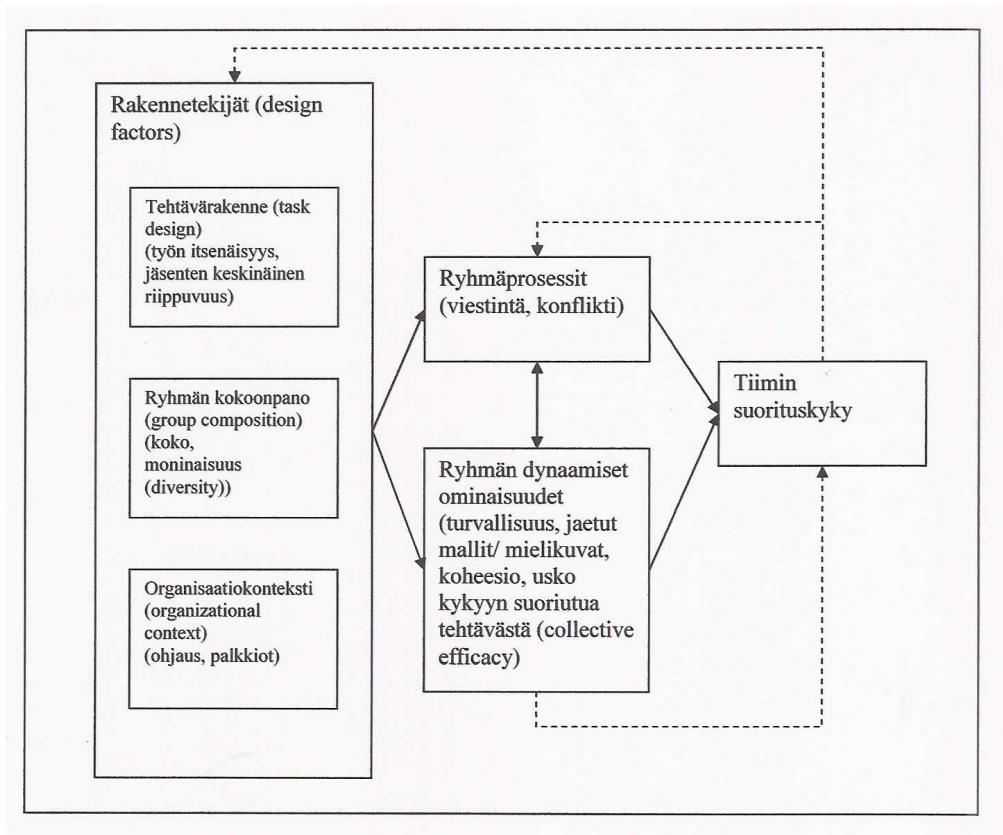 Rakennetekijät (design
factors)
Tehtävärakenne (task
design)
(työn itsenäisyys,
jäsenten keskinäinen
riippuvuus)
Ryhmän kokoonpano
(group composition)
(koko,
moninaisuus
(diversity))
Organisaatiokonteksti
(organizational
context)
(ohjaus, palkkiot)
Ryhmäprosessit
(viestintä, konflikti)
Ryhmän dynaamiset
ominaisuudet
(turvallisuus, jaetut
mallit/ mielikuvat,
koheesio, usko
kykyyn suoriutua
tehtävästä (collective
efficacy)
Tiimin
suorituskyky